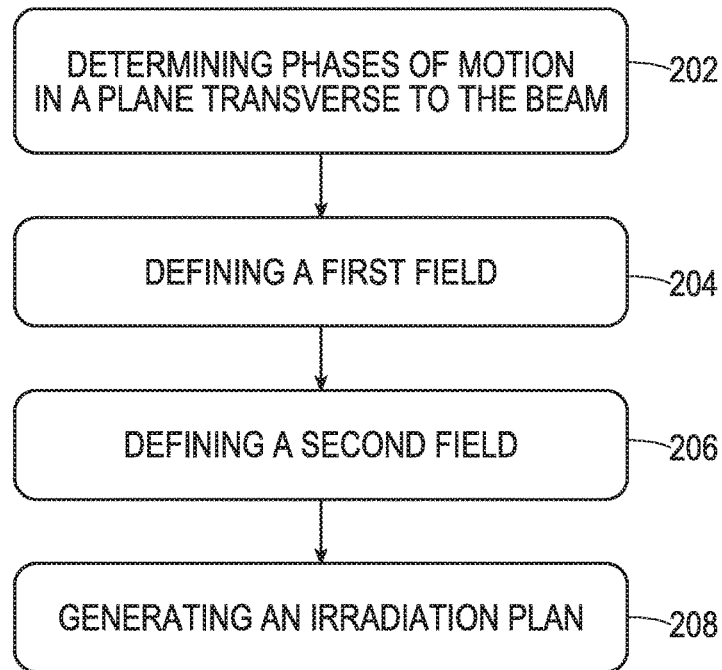 DETERMINING PHASES OF MOTION
IN A PLANE TRANSVERSE TO THE BEAM
202
DEFINING A FIRST FIELD
204
DEFINING A SECOND FIELD
206
GENERATING AN IRRADIATION PLAN
208